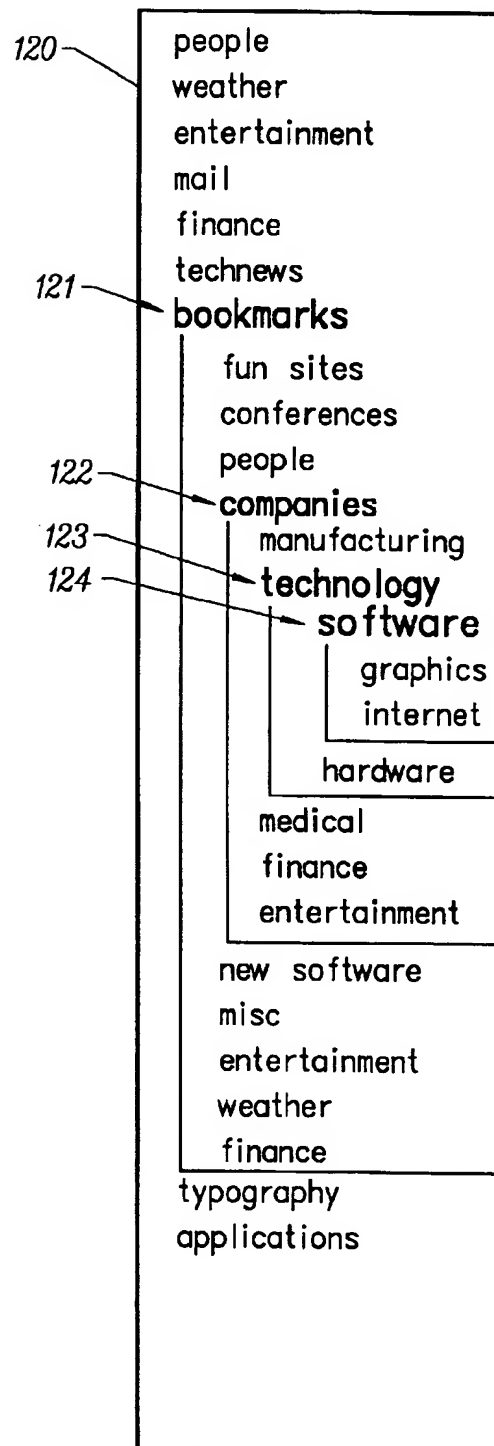 120
people
weather
entertainment
mail
finance
technews
121
bookmarks
fun sites
conferences
people
122
companies
123
manufacturing
technology
124
software
graphics
internet
hardware
medical
finance
entertainment
new software
misc
entertainment
weather
finance
typography
applications